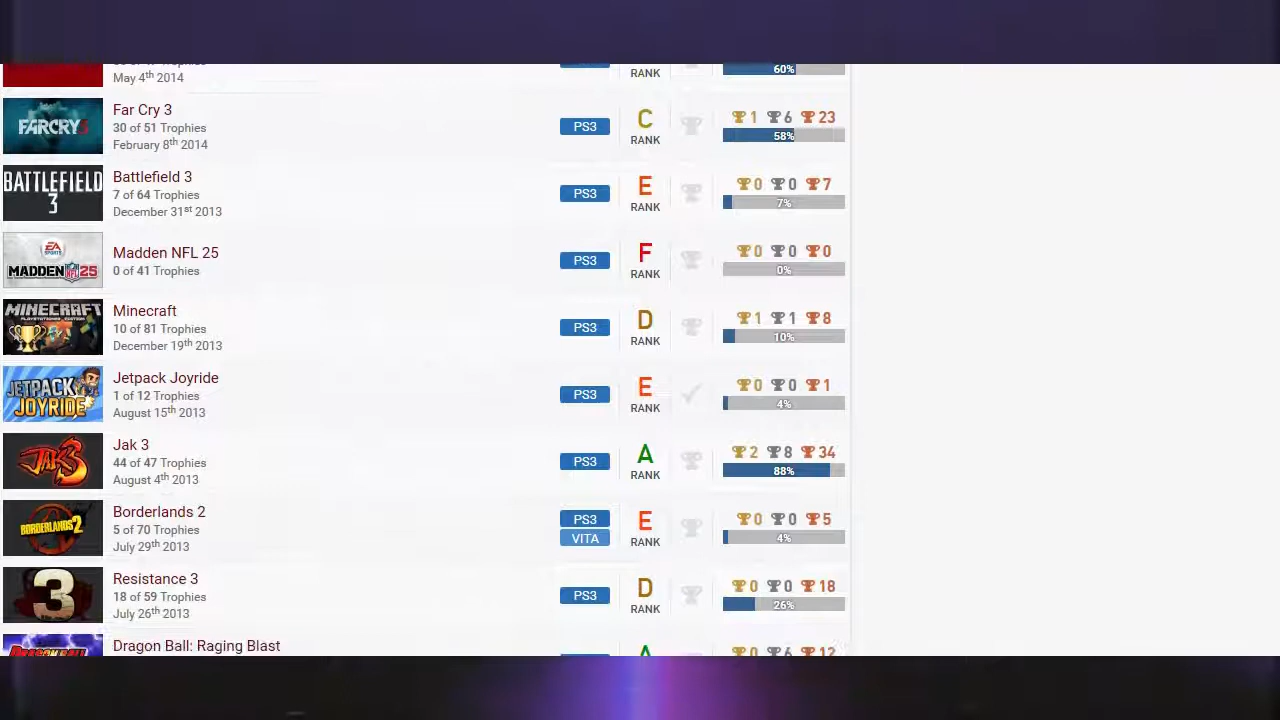 May 4th 2014
RANK
60%
FARCRY3
Far Cry 3
30 of 51 Trophies
February 8th 2014
PS3
C
RANK
1 6 23
58%
BATTLEFIELD
3
Battlefield 3
7 of 64 Trophies
December 31st 2013
PS3
E
RANK
0 0 7
7%
EA
SPORTS
MADDEN NFL 25
Madden NFL 25
0 of 41 Trophies
PS3
F
RANK
0 0 0
0%
MINECRAFT
Minecraft
10 of 81 Trophies
December 19th 2013
PS3
D
RANK
1 1 8
10%
JETPACK
JOYRIDE
Jetpack Joyride
1 of 12 Trophies
August 15th 2013
PS3
E
RANK
0 0 1
4%
JAK3
Jak 3
44 of 47 Trophies
August 4th 2013
PS3
A
RANK
2 8 34
88%
BORDERLANDS 2
Borderlands 2
5 of 70 Trophies
July 29th 2013
PS3
VITA
E
RANK
0 0 5
4%
3
Resistance 3
18 of 59 Trophies
July 26th 2013
PS3
D
RANK
0 0 18
26%
DRAGON BALL
Dragon Ball: Raging Blast
A
0 6 12